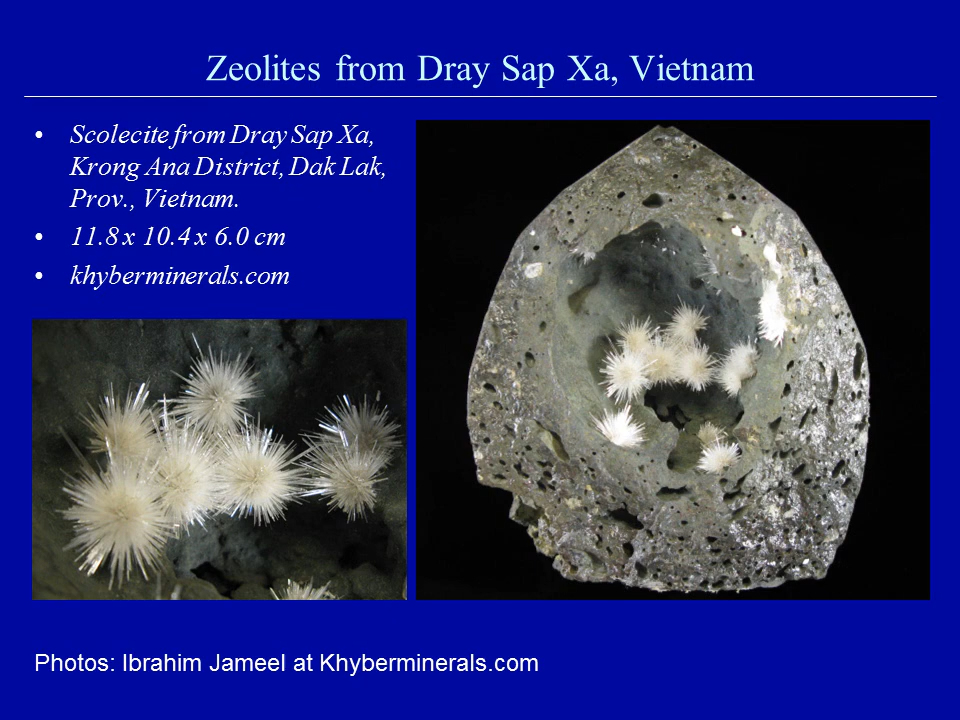 Zeolites from Dray Sap Xa, Vietnam
• Scolecite from Dray Sap Xa,
Krong Ana District, Dak Lak,
Prov., Vietnam.
• 11.8 x 10.4 x 6.0 cm
• khyberminerals.com
Photos: Ibrahim Jameel at Khyberminerals.com